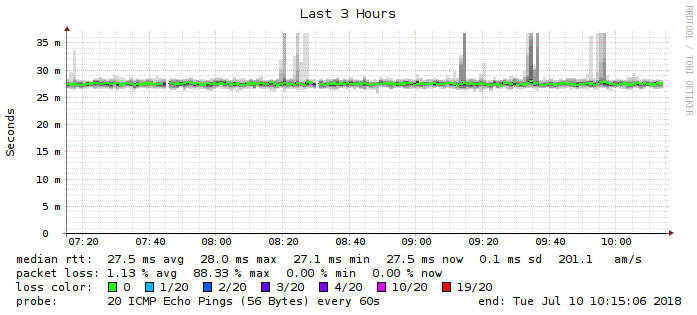 Last 3 Hours
RRDTOOL / TOBI OETIKER
Seconds
35 m
30 m
25 m
20 m
15 m
10 m
5 m
0
07:20 07:40 08:00 08:20 08:40 09:00 09:20 09:40 10:00
median rtt: 27.5 ms avg 28.0 ms max 27.1 ms min 27.5 ms now 0.1 ms sd 201.1 am/s
packet loss: 1.13 % avg 88.33 % max 0.00 % min 0.00 % now
loss color: 0 1/20 2/20 3/20 4/20 10/20 19/20
probe: 20 ICMP Echo Pings (56 Bytes) every 60s end: Tue Jul 10 10:15:06 2018